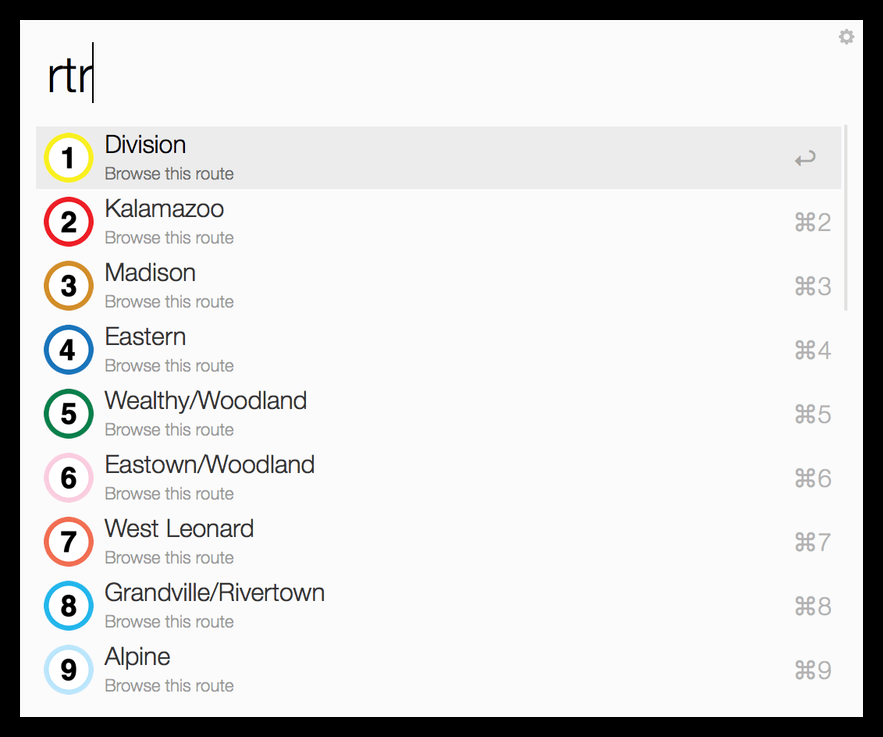 rtr
1 Division
Browse this route
2 Kalamazoo ⌘2
Browse this route
3 Madison ⌘3
Browse this route
4 Eastern ⌘4
Browse this route
5 Wealthy/Woodland ⌘5
Browse this route
6 Eastown/Woodland ⌘6
Browse this route
7 West Leonard ⌘7
Browse this route
8 Grandville/Rivertown ⌘8
Browse this route
9 Alpine ⌘9
Browse this route